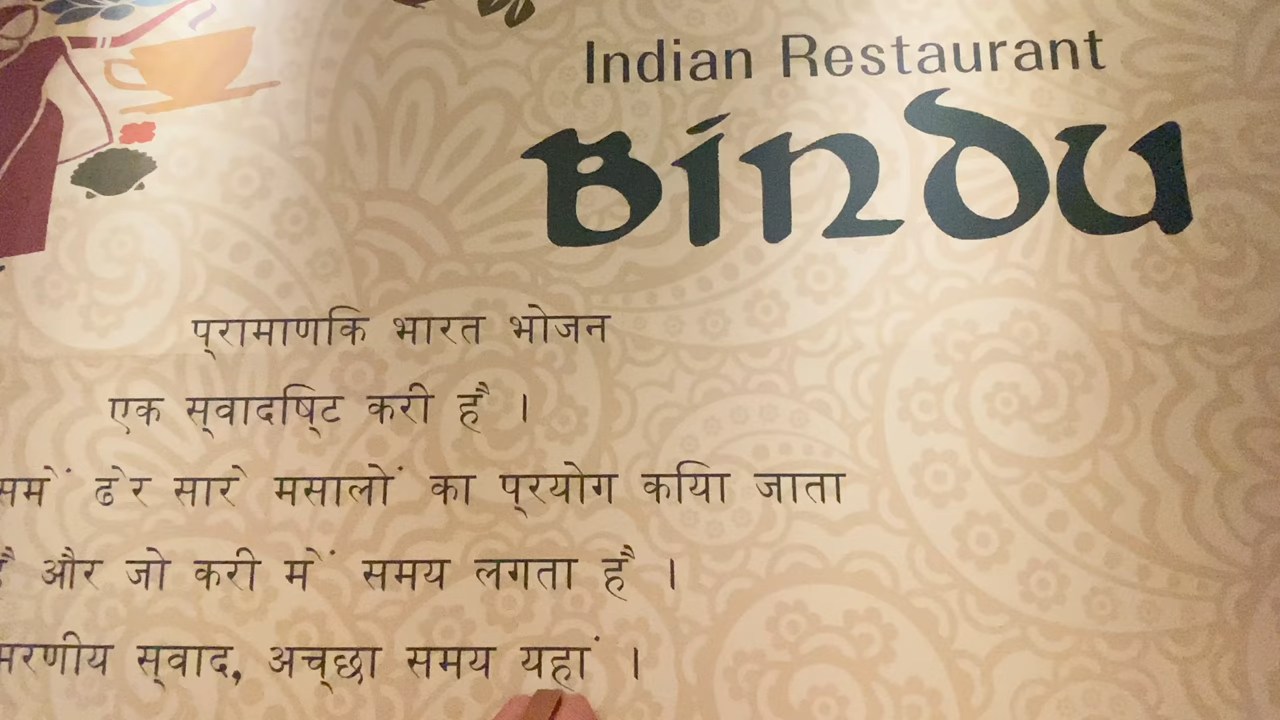 Indian Restaurant
Bindu
प्रामाणकि भारत भोजन
एक स्वादषि्ट करी है ।
समें ढेर सारे मसालों का प्रयोग कयिा जाता
है और जो करी में समय लगता है ।
मरणीय स्वाद, अच्छा समय यहां ।